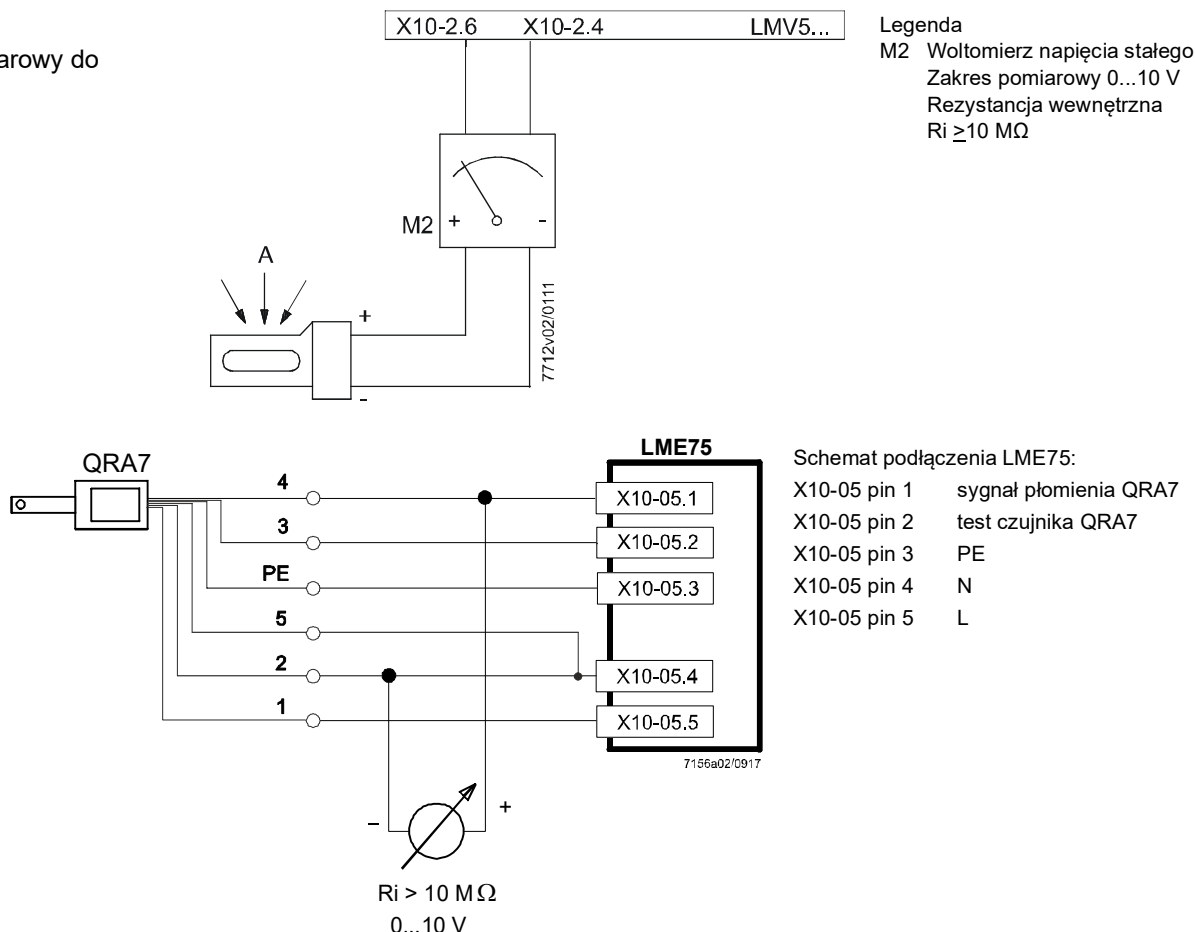 X10-2.6 X10-2.4 LMV5...
arowy do
Legenda
M2 Woltomierz napięcia stałego
Zakres pomiarowy 0...10 V
Rezystancja wewnętrzna
Ri ≥10 MΩ
M2 + -
A
+
-
7712v02/0111
QRA7
LME75
4
X10-05.1
3
X10-05.2
PE
X10-05.3
5
2
X10-05.4
1
X10-05.5
7156a02/0917
- +
Ri > 10 MΩ
0...10 V
Schemat podłączenia LME75:
X10-05 pin 1 sygnał płomienia QRA7
X10-05 pin 2 test czujnika QRA7
X10-05 pin 3 PE
X10-05 pin 4 N
X10-05 pin 5 L